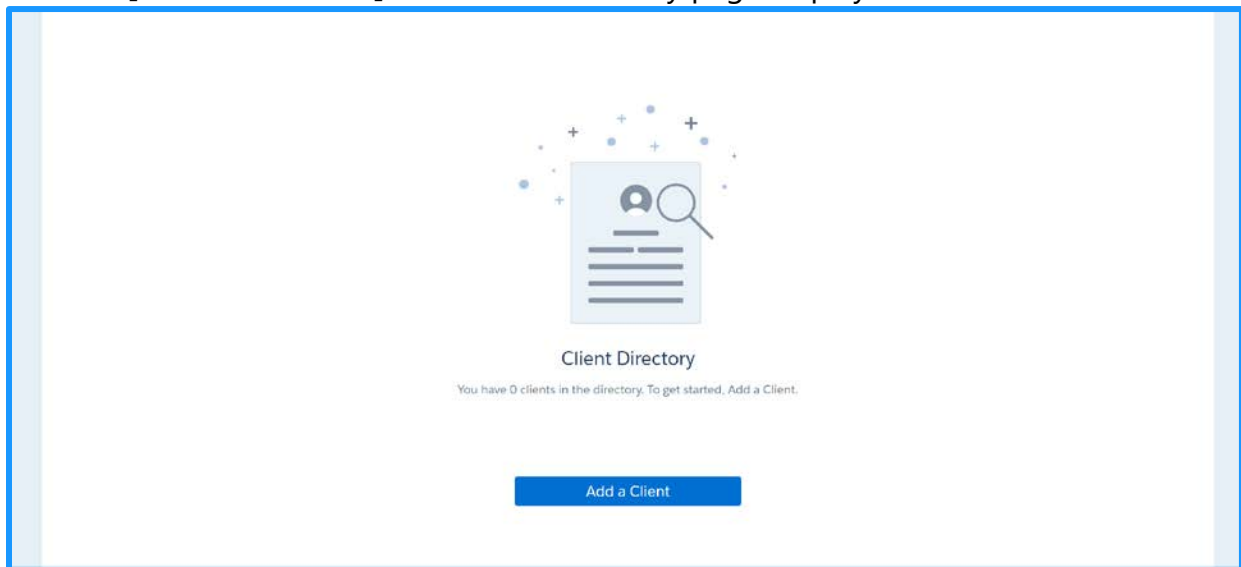 Client Directory
You have 0 clients in the directory. To get started, Add a Client.
Add a Client